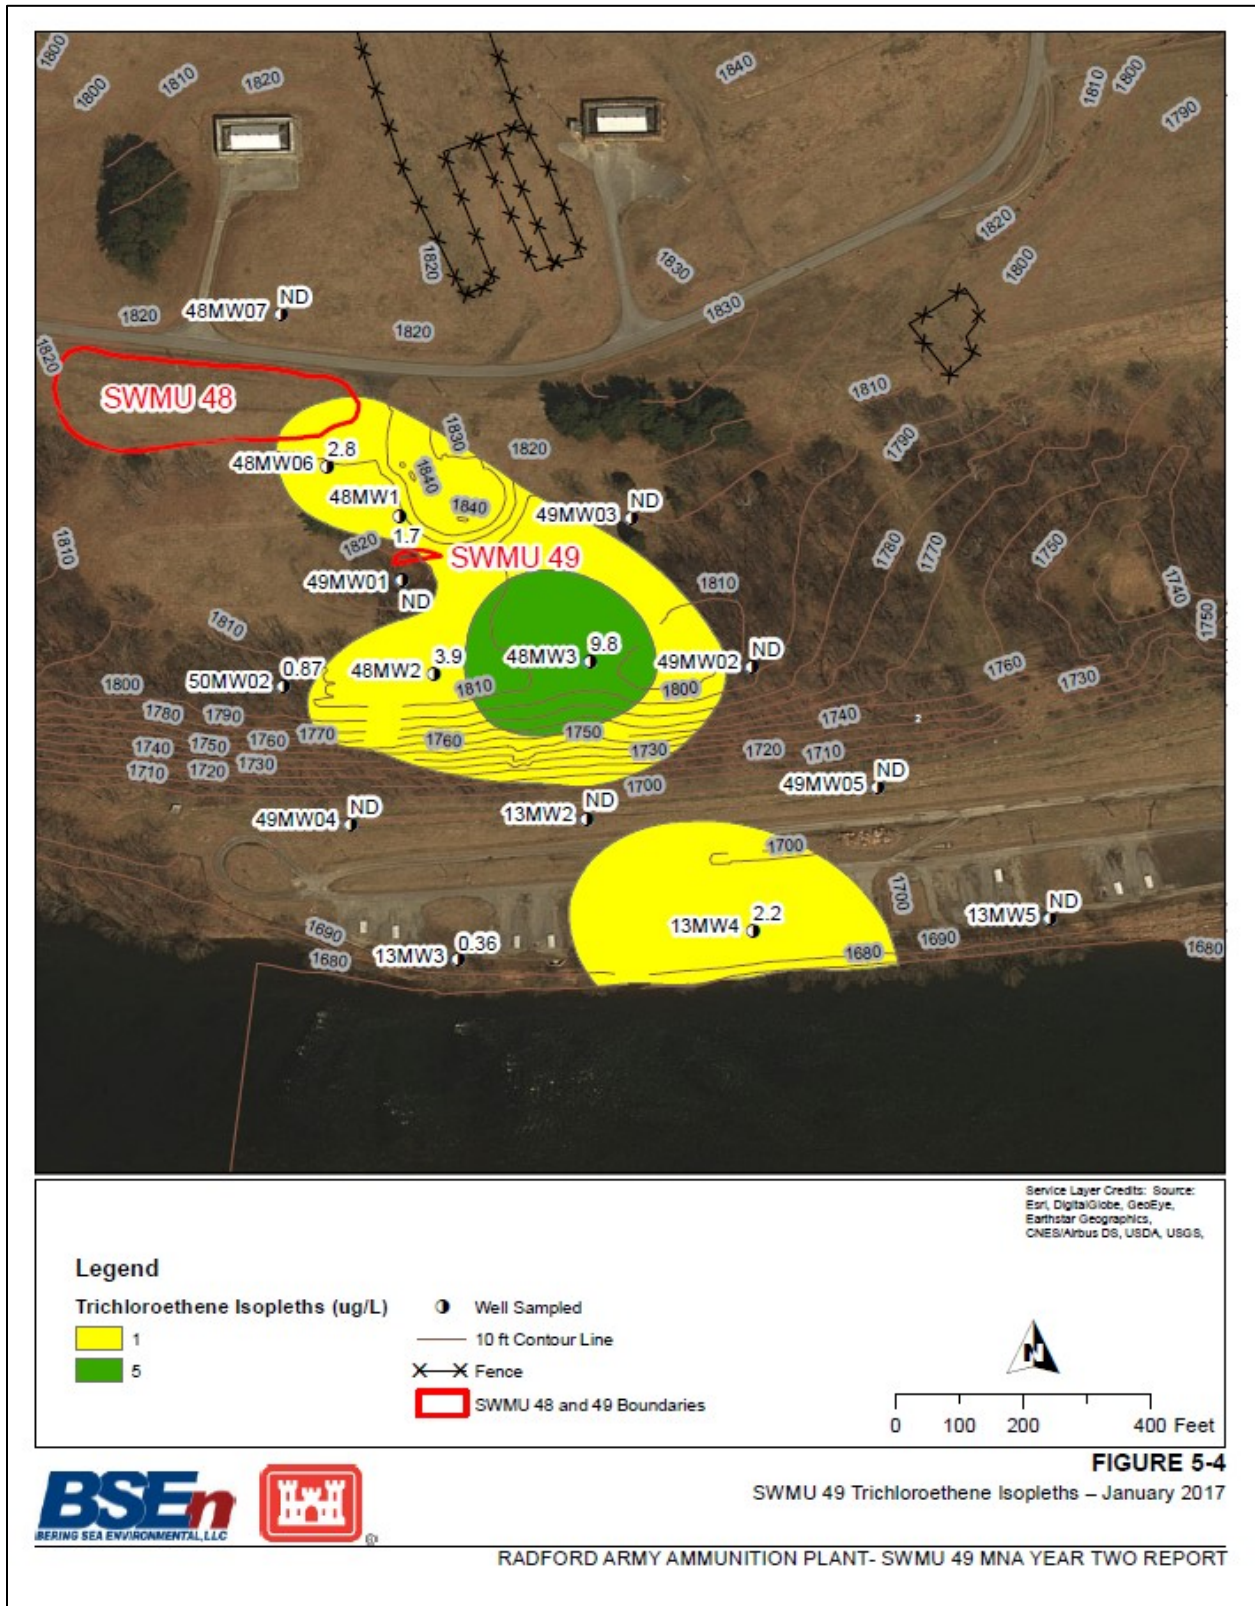 1800
1800
1810
1820
1840
1810
1800
1790
1820
1830
1820
1800
48MW07 ND
1820
1820
1830
1820
SWMU 48
1810
1790
1830
1820
48MW06 2.8
1840
1840
48MW1
1.7
49MW03 ND
1820
1810
SWMU 49
49MW01
ND
1780
1770
1750
1740
1750
1810
1810
50MW02 0.87
48MW2 3.9
48MW3 9.8
49MW02 ND
1760
1730
1800
1810
1800
1780
1790
1740
2
1770
1760
1750
1730
1740
1750
1760
1720
1710
1710
1720
1730
1700
49MW05 ND
49MW04 ND
13MW2 ND
1700
1700
13MW4 2.2
13MW5 ND
1690
1680
13MW3 0.36
1680
1690
1680
Service Layer Credits: Source:
Esri, DigitalGlobe, GeoEye,
Earthstar Geographics,
CNES/Airbus DS, USDA, USGS,
Legend
Trichloroethene Isopleths (ug/L)
1
5
Well Sampled
10 ft Contour Line
Fence
SWMU 48 and 49 Boundaries
N
0 100 200 400 Feet
FIGURE 5-4
SWMU 49 Trichloroethene Isopleths – January 2017
BSEn
BERING SEA ENVIRONMENTAL, LLC
®
RADFORD ARMY AMMUNITION PLANT- SWMU 49 MNA YEAR TWO REPORT